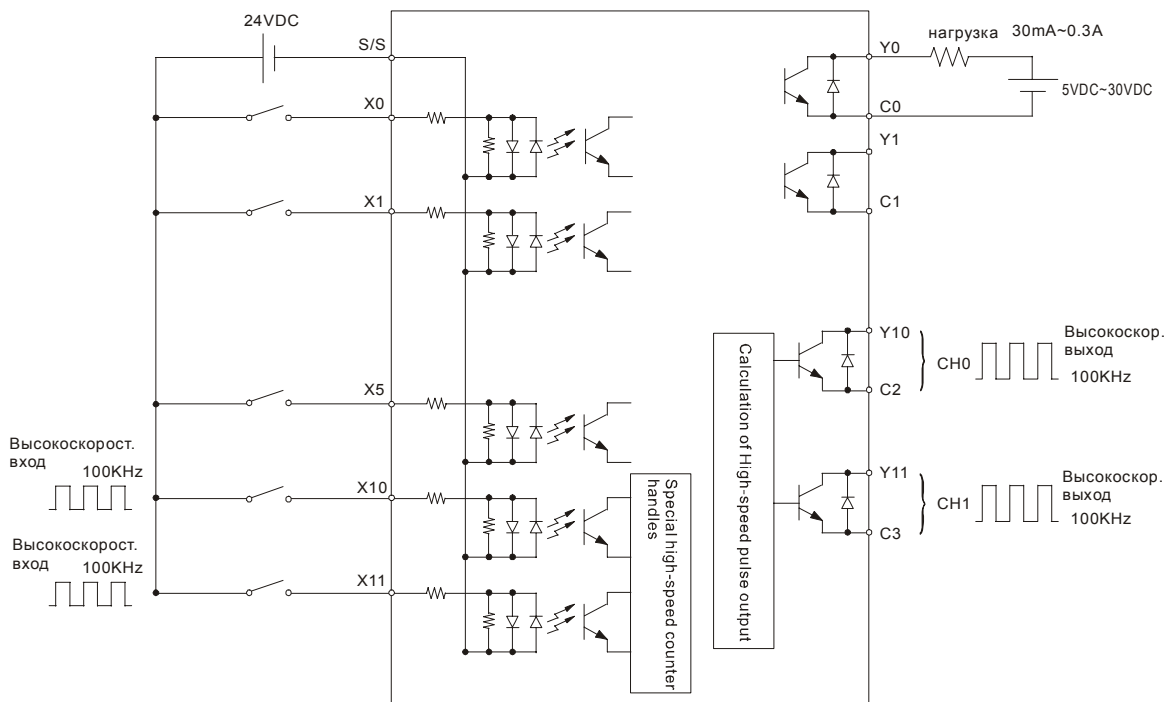 24VDC
S/S
X0
X1
X5
Высокоскорост.
вход
100KHz
X10
Высокоскорост.
вход
100KHz
X11
Special high-speed counter
handles
Calculation of High-speed pulse output
Y0
нагрузка
30mA~0.3A
5VDC~30VDC
C0
Y1
C1
Y10
C2
CH0
Высокоскор.
выход
100KHz
Y11
C3
CH1
Высокоскор.
выход
100KHz